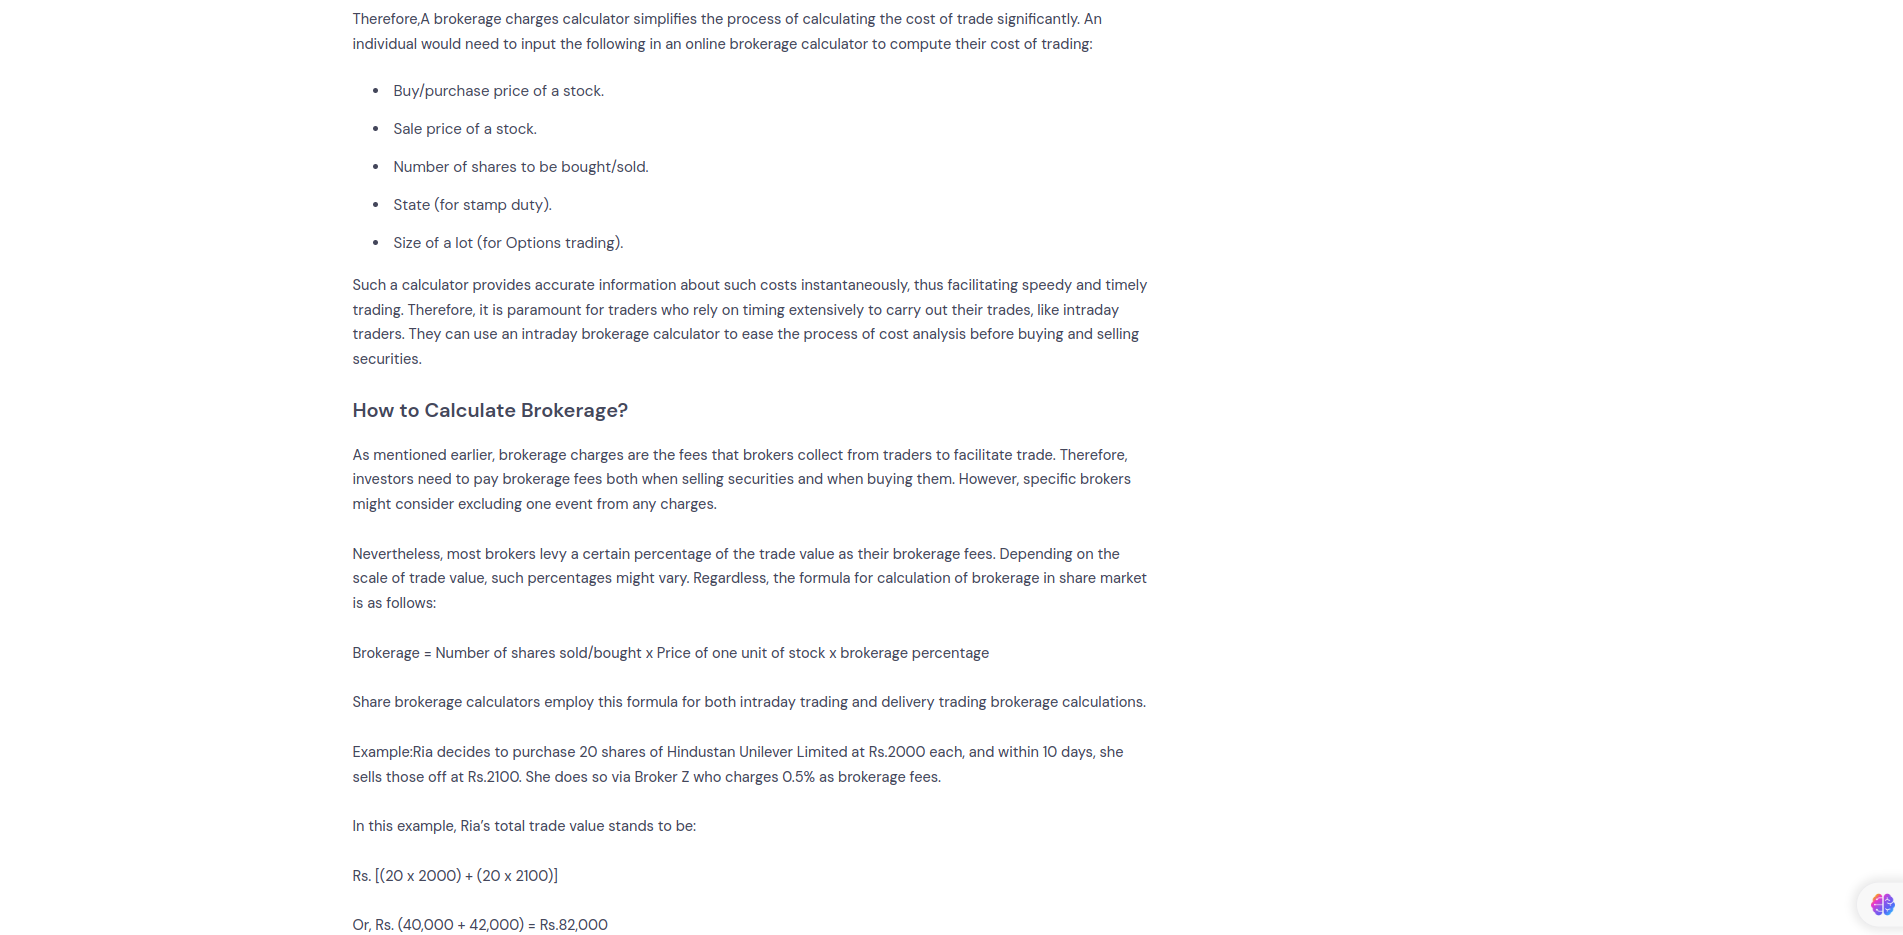 Therefore,A brokerage charges calculator simplifies the process of calculating the cost of trade significantly. An
individual would need to input the following in an online brokerage calculator to compute their cost of trading:
• Buy/purchase price of a stock.
• Sale price of a stock.
• Number of shares to be bought/sold.
• State (for stamp duty).
• Size of a lot (for Options trading).
Such a calculator provides accurate information about such costs instantaneously, thus facilitating speedy and timely
trading. Therefore, it is paramount for traders who rely on timing extensively to carry out their trades, like intraday
traders. They can use an intraday brokerage calculator to ease the process of cost analysis before buying and selling
securities.
How to Calculate Brokerage?
As mentioned earlier, brokerage charges are the fees that brokers collect from traders to facilitate trade. Therefore,
investors need to pay brokerage fees both when selling securities and when buying them. However, specific brokers
might consider excluding one event from any charges.
Nevertheless, most brokers levy a certain percentage of the trade value as their brokerage fees. Depending on the
scale of trade value, such percentages might vary. Regardless, the formula for calculation of brokerage in share market
is as follows:
Brokerage = Number of shares sold/bought x Price of one unit of stock x brokerage percentage
Share brokerage calculators employ this formula for both intraday trading and delivery trading brokerage calculations.
Example:Ria decides to purchase 20 shares of Hindustan Unilever Limited at Rs.2000 each, and within 10 days, she
sells those off at Rs.2100. She does so via Broker Z who charges 0.5% as brokerage fees.
In this example, Ria’s total trade value stands to be:
Rs. [(20 x 2000) + (20 x 2100)]
Or, Rs. (40,000 + 42,000) = Rs.82,000